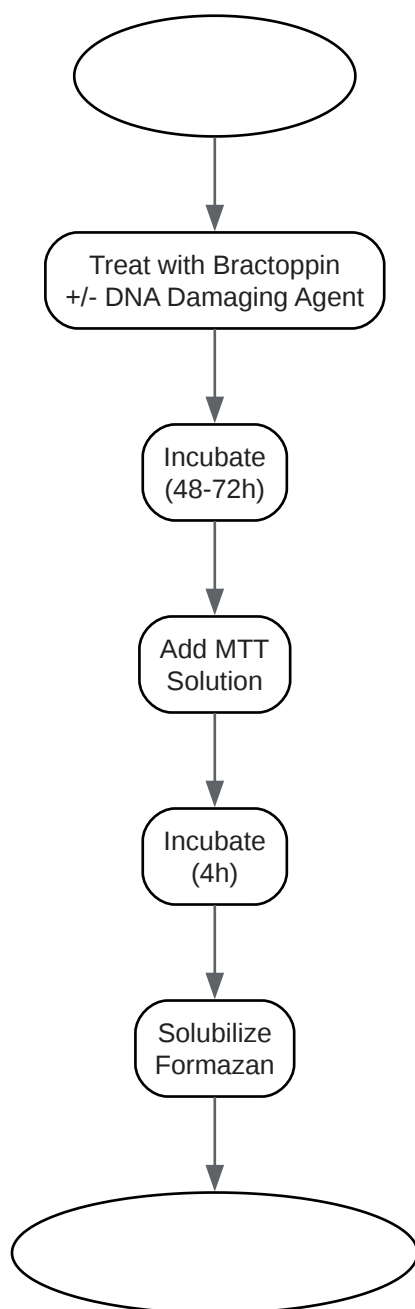 Treat with Bractoppin
+/- DNA Damaging Agent
Incubate
(48-72h)
Add MTT
Solution
Incubate
(4h)
Solubilize
Formazan